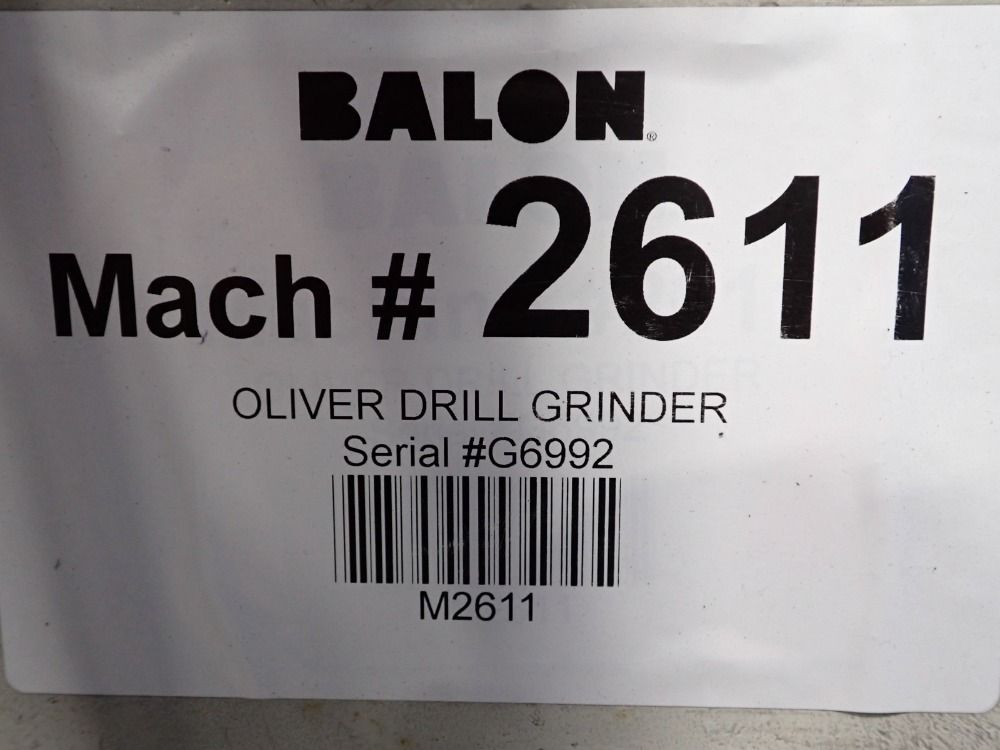 BALON®
Mach # 2611
OLIVER DRILL GRINDER
Serial #G6992
M2611